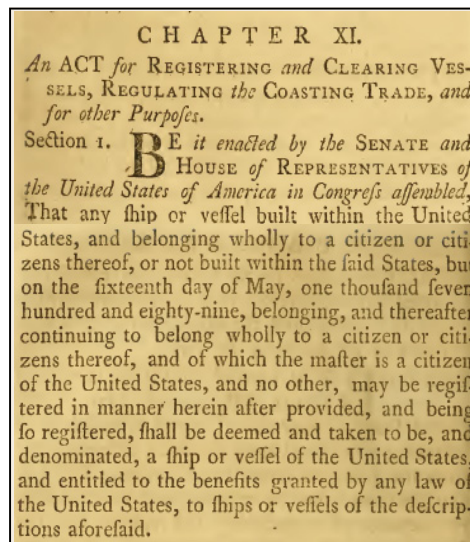 CHAPTER XI.
An ACT for REGISTERING and CLEARING VES-
SELS, REGULATING the COASTING TRADE, and
for other Purpoſes.
Section 1. BE it enacted by the SENATE and
HOUSE of REPRESENTATIVES of
the United States of America in Congreſs aſſembled,
That any ſhip or veſſel built within the United
States, and belonging wholly to a citizen or citi-
zens thereof, or not built within the ſaid States, but
on the ſixteenth day of May, one thouſand ſeven
hundred and eighty-nine, belonging, and thereafter
continuing to belong wholly to a citizen or citi-
zens thereof, and of which the maſter is a citizen
of the United States, and no other, may be regiſ-
tered in manner herein after provided, and being
ſo regiſtered, ſhall be deemed and taken to be, and
denominated, a ſhip or veſſel of the United States,
and entitled to the benefits granted by any law of
the United States, to ſhips or veſſels of the deſcrip-
tions aforeſaid.